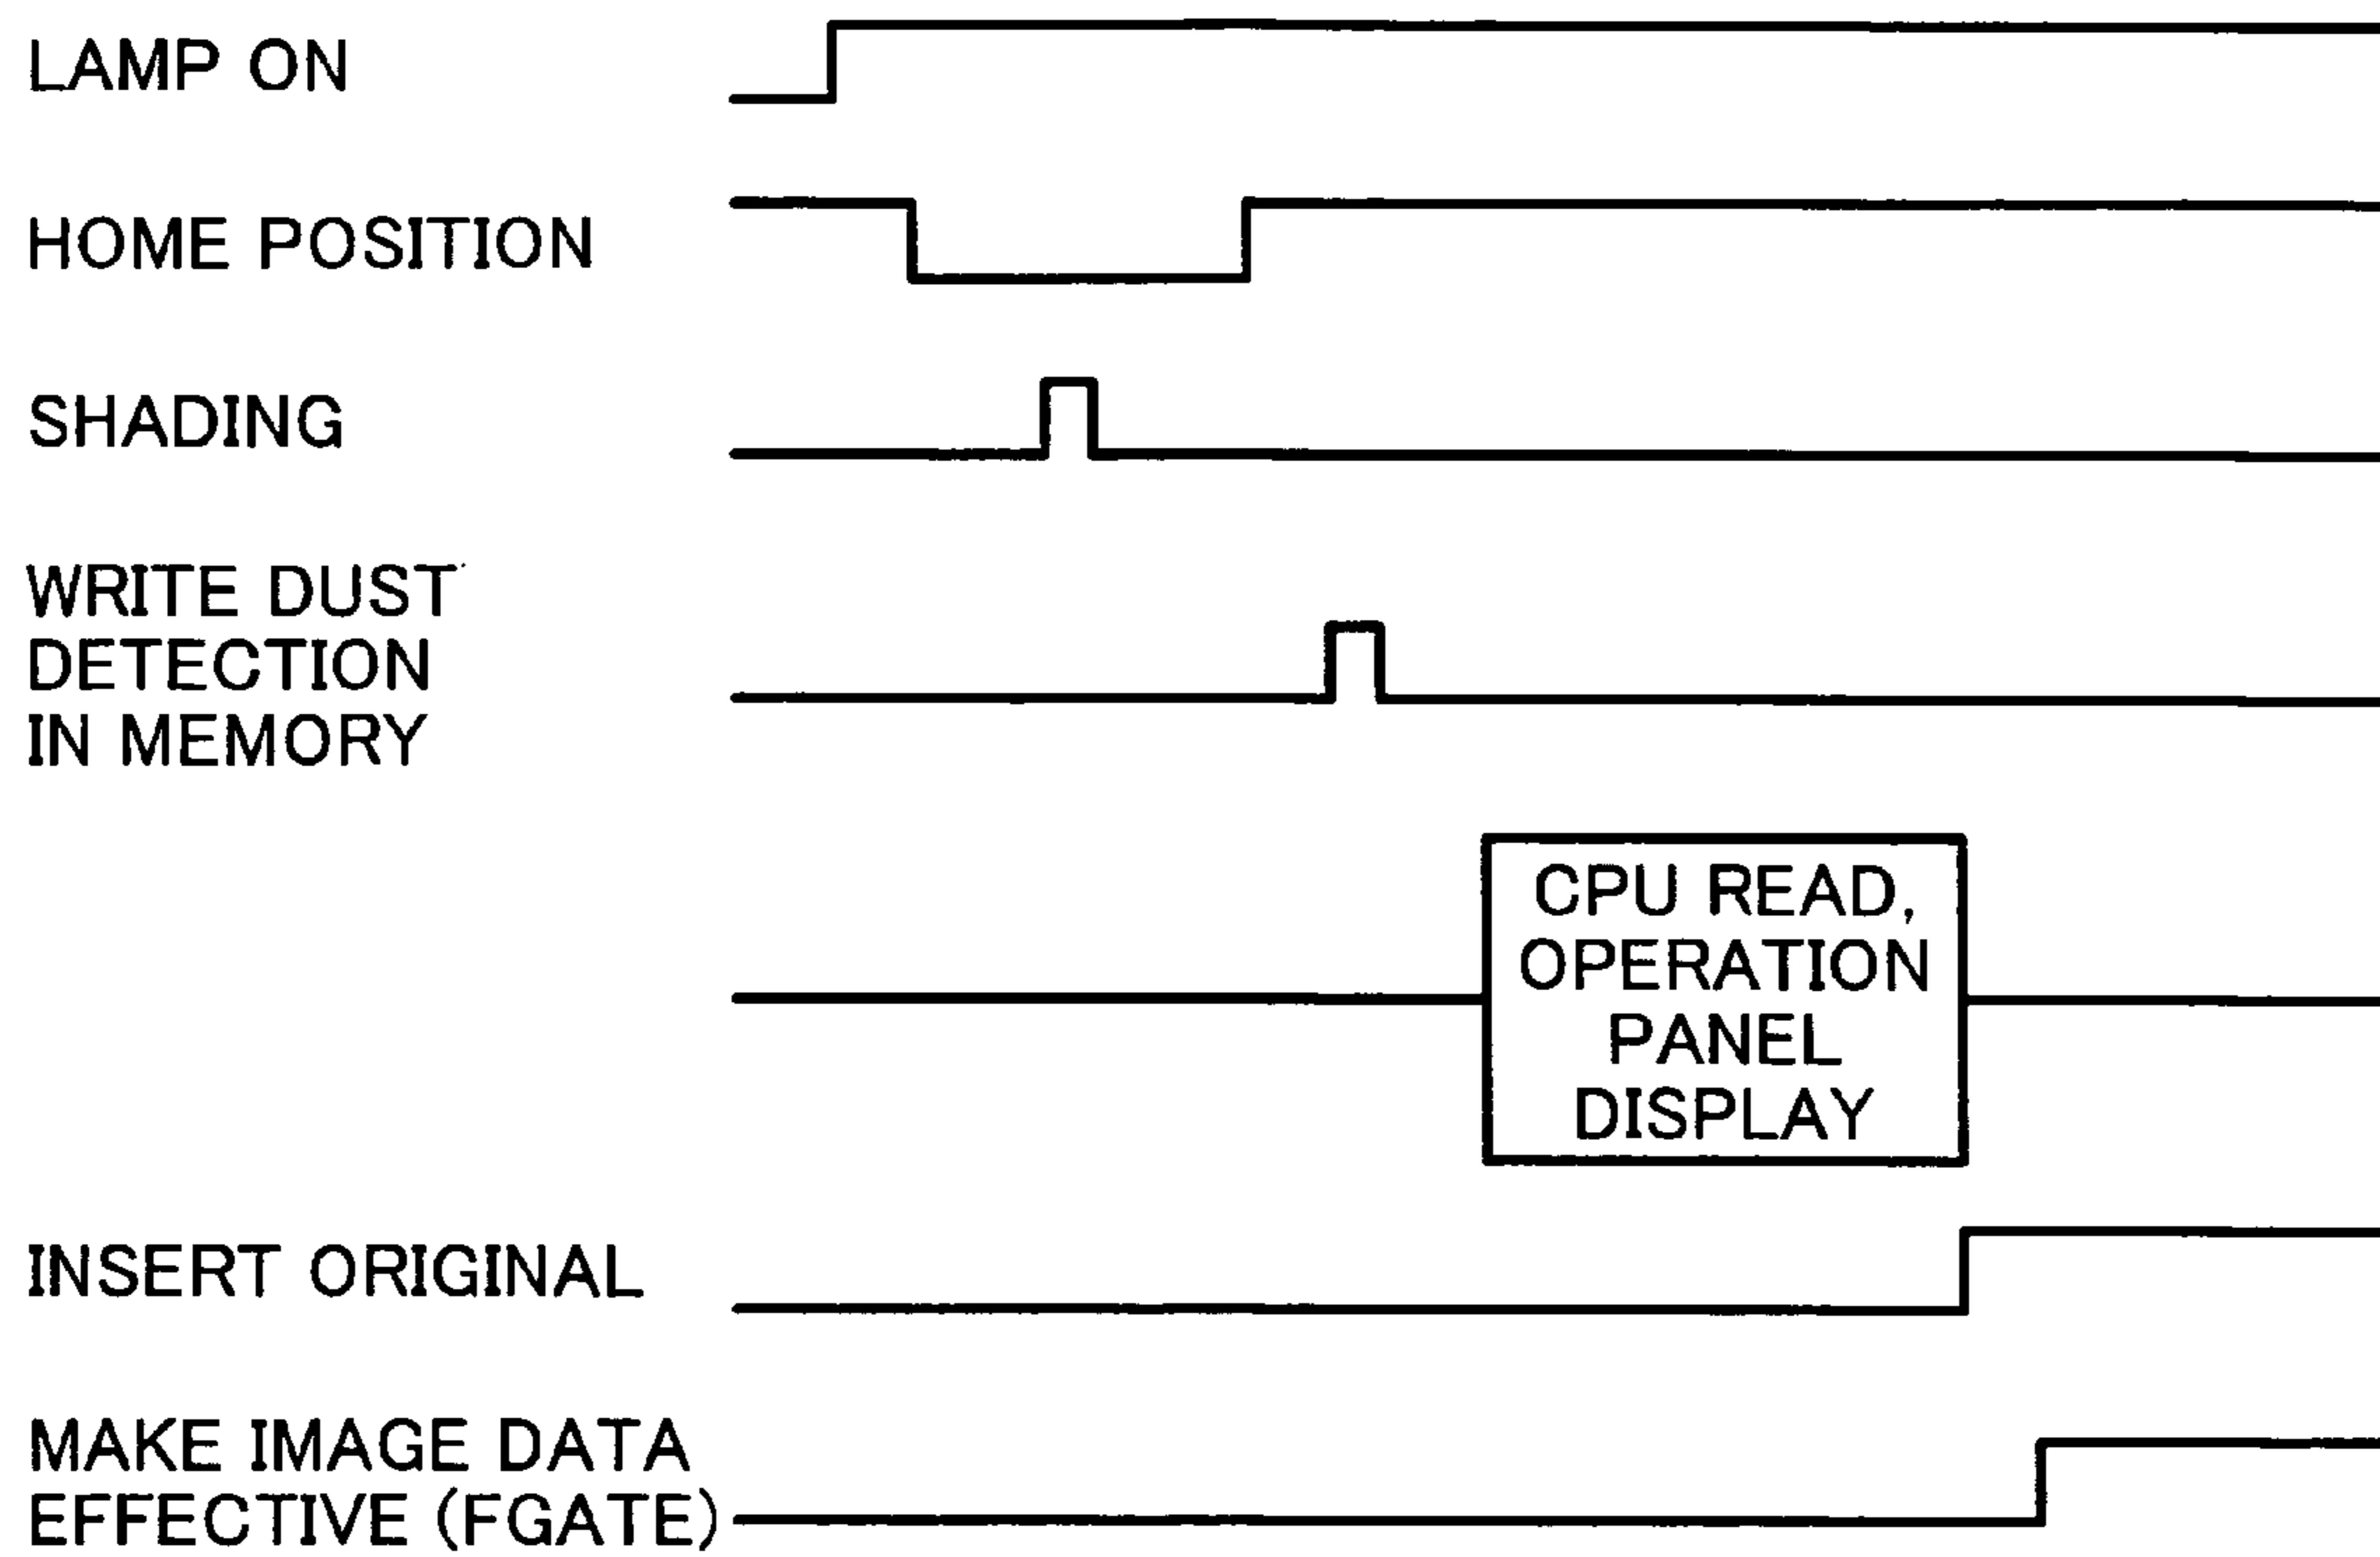 LAMP ON
HOME POSITION
SHADING
WRITE DUST
DETECTION
IN MEMORY
CPU READ,
OPERATION
PANEL
DISPLAY
INSERT ORIGINAL
MAKE IMAGE DATA
EFFECTIVE (FGATE)